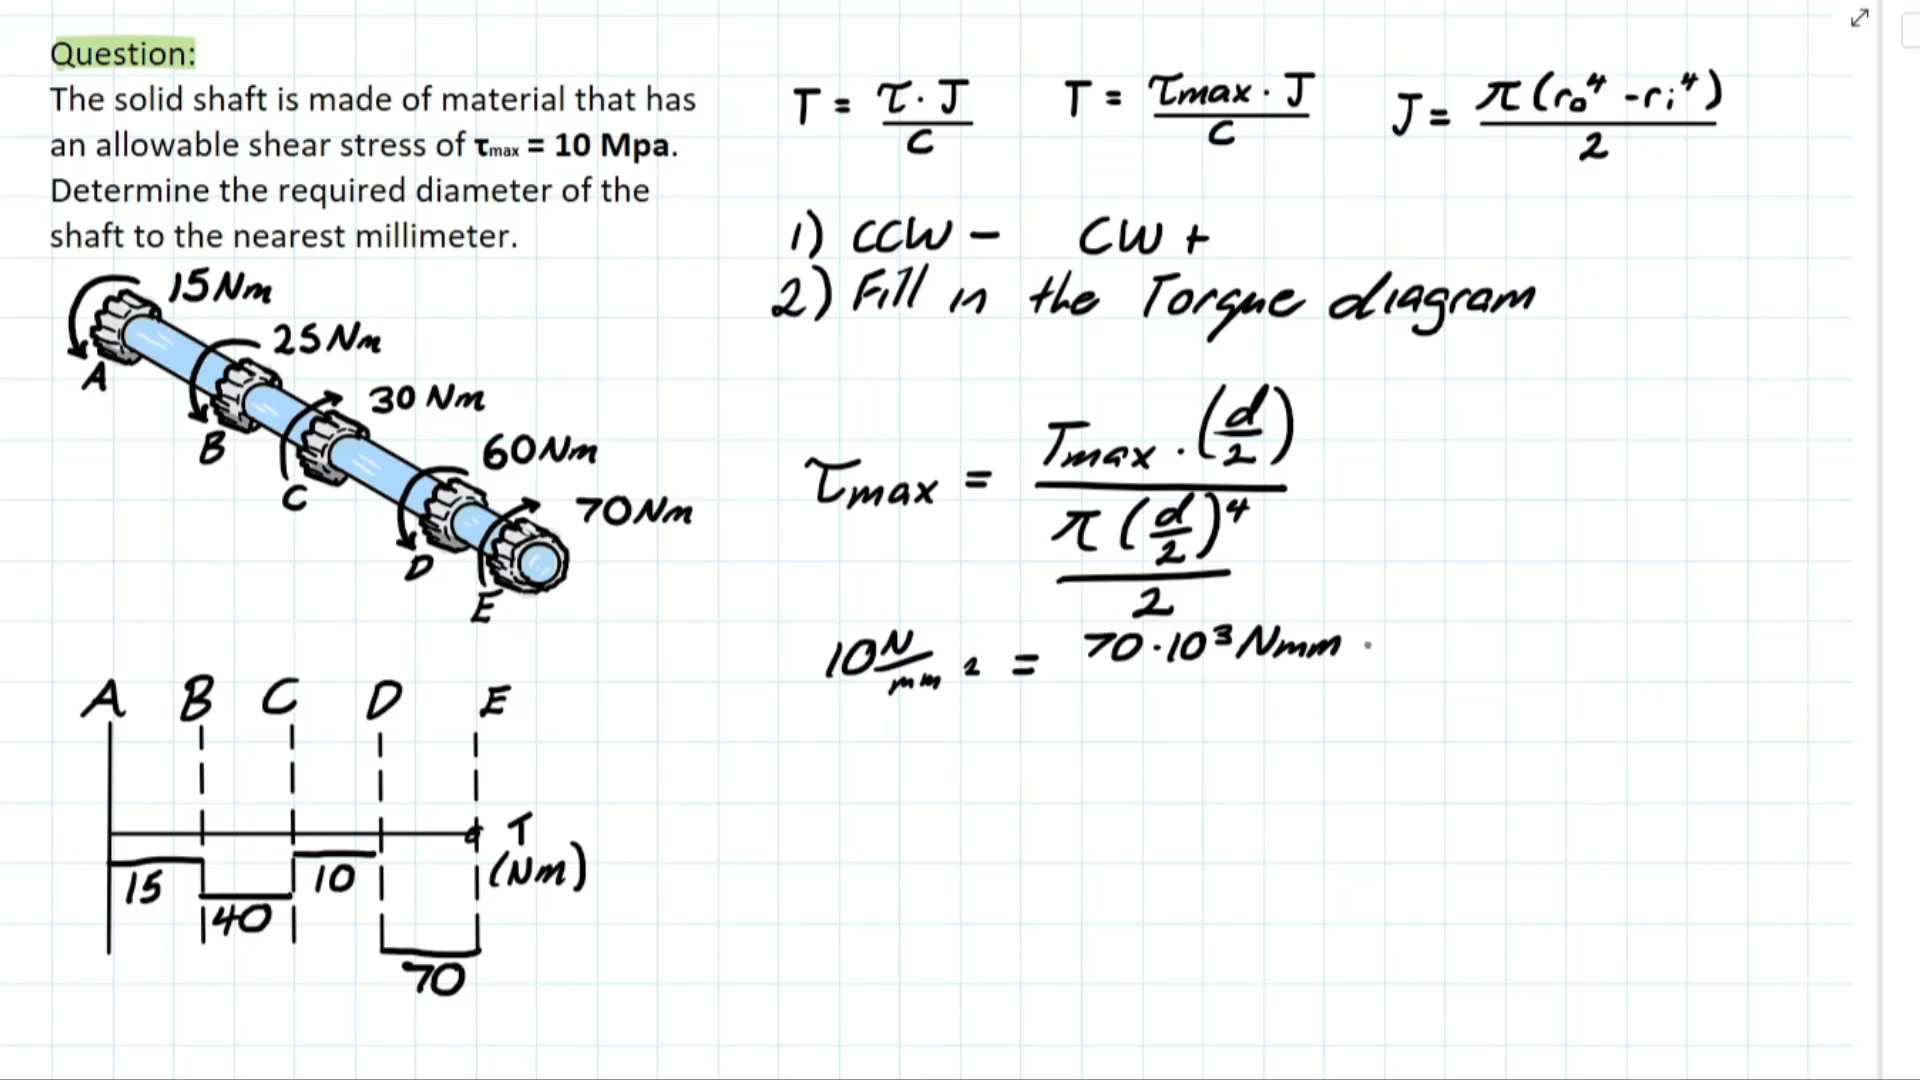 Question:
The solid shaft is made of material that has
an allowable shear stress of τmax = 10 Mpa.
Determine the required diameter of the
shaft to the nearest millimeter.
15Nm
25Nm
30 Nm
60Nm
70Nm
A
B
C
D
E
A B C D E
T
(Nm)
15
40
10
70
T = τ·J / C
T = τmax · J / C
J = π(ro⁴ - ri⁴) / 2
1) CCW – CW +
2) Fill in the Torque diagram
τmax = Tmax · (d/2) / (π(d/2)⁴ / 2)
10 N/mm² = 70·10³Nmm ·